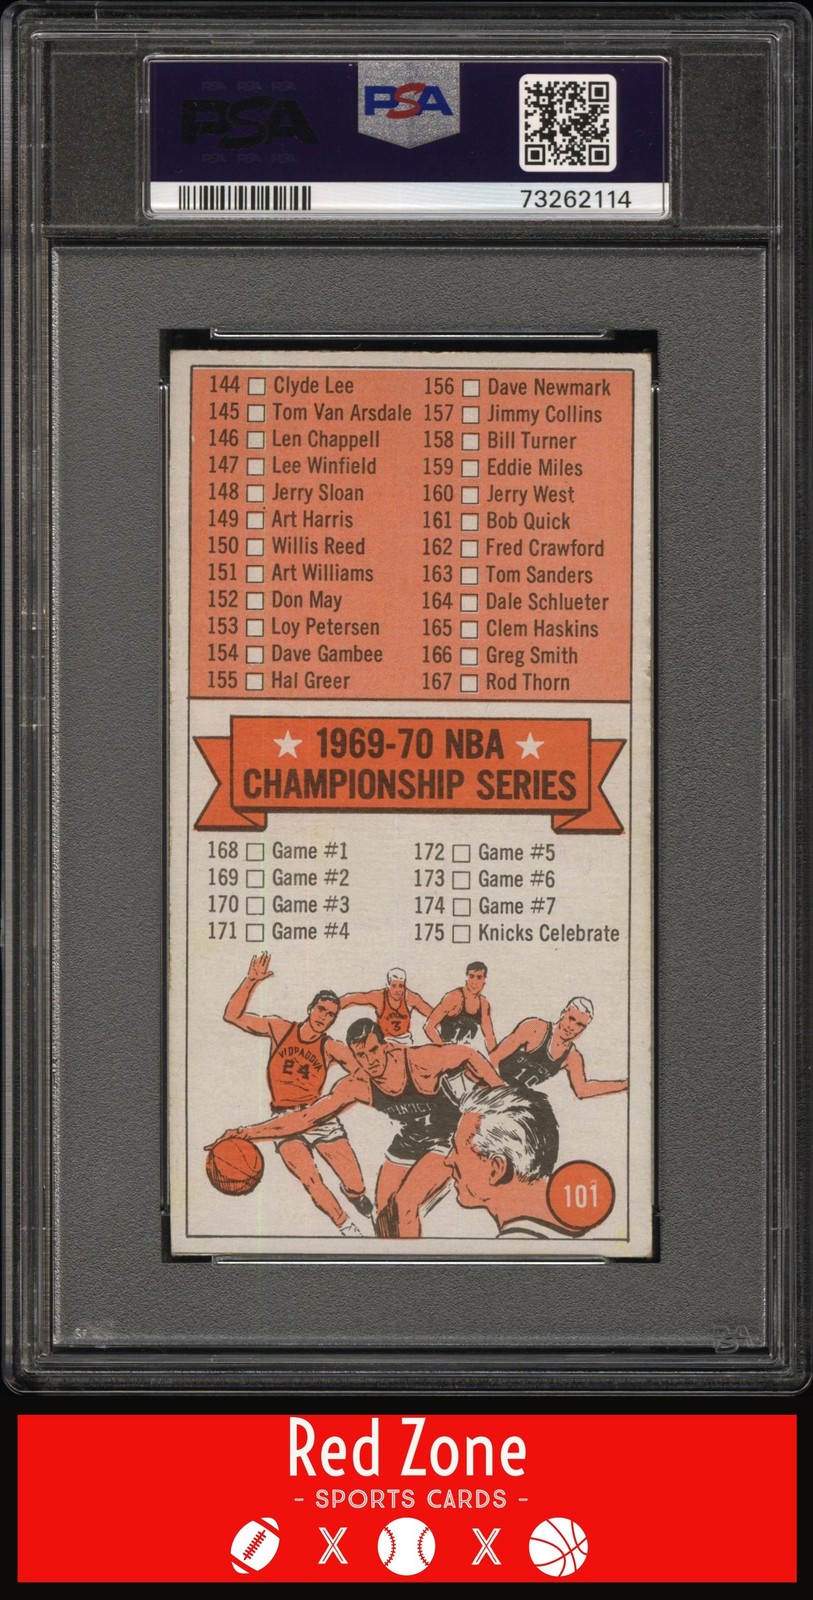 PSA
PSA
73262114
144 Clyde Lee 156 Dave Newmark
145 Tom Van Arsdale 157 Jimmy Collins
146 Len Chappell 158 Bill Turner
147 Lee Winfield 159 Eddie Miles
148 Jerry Sloan 160 Jerry West
149 Art Harris 161 Bob Quick
150 Willis Reed 162 Fred Crawford
151 Art Williams 163 Tom Sanders
152 Don May 164 Dale Schlueter
153 Loy Petersen 165 Clem Haskins
154 Dave Gambee 166 Greg Smith
155 Hal Greer 167 Rod Thorn
1969-70 NBA
CHAMPIONSHIP SERIES
168 Game #1 172 Game #5
169 Game #2 173 Game #6
170 Game #3 174 Game #7
171 Game #4 175 Knicks Celebrate
3
24
101
Red Zone
- SPORTS CARDS -
X X